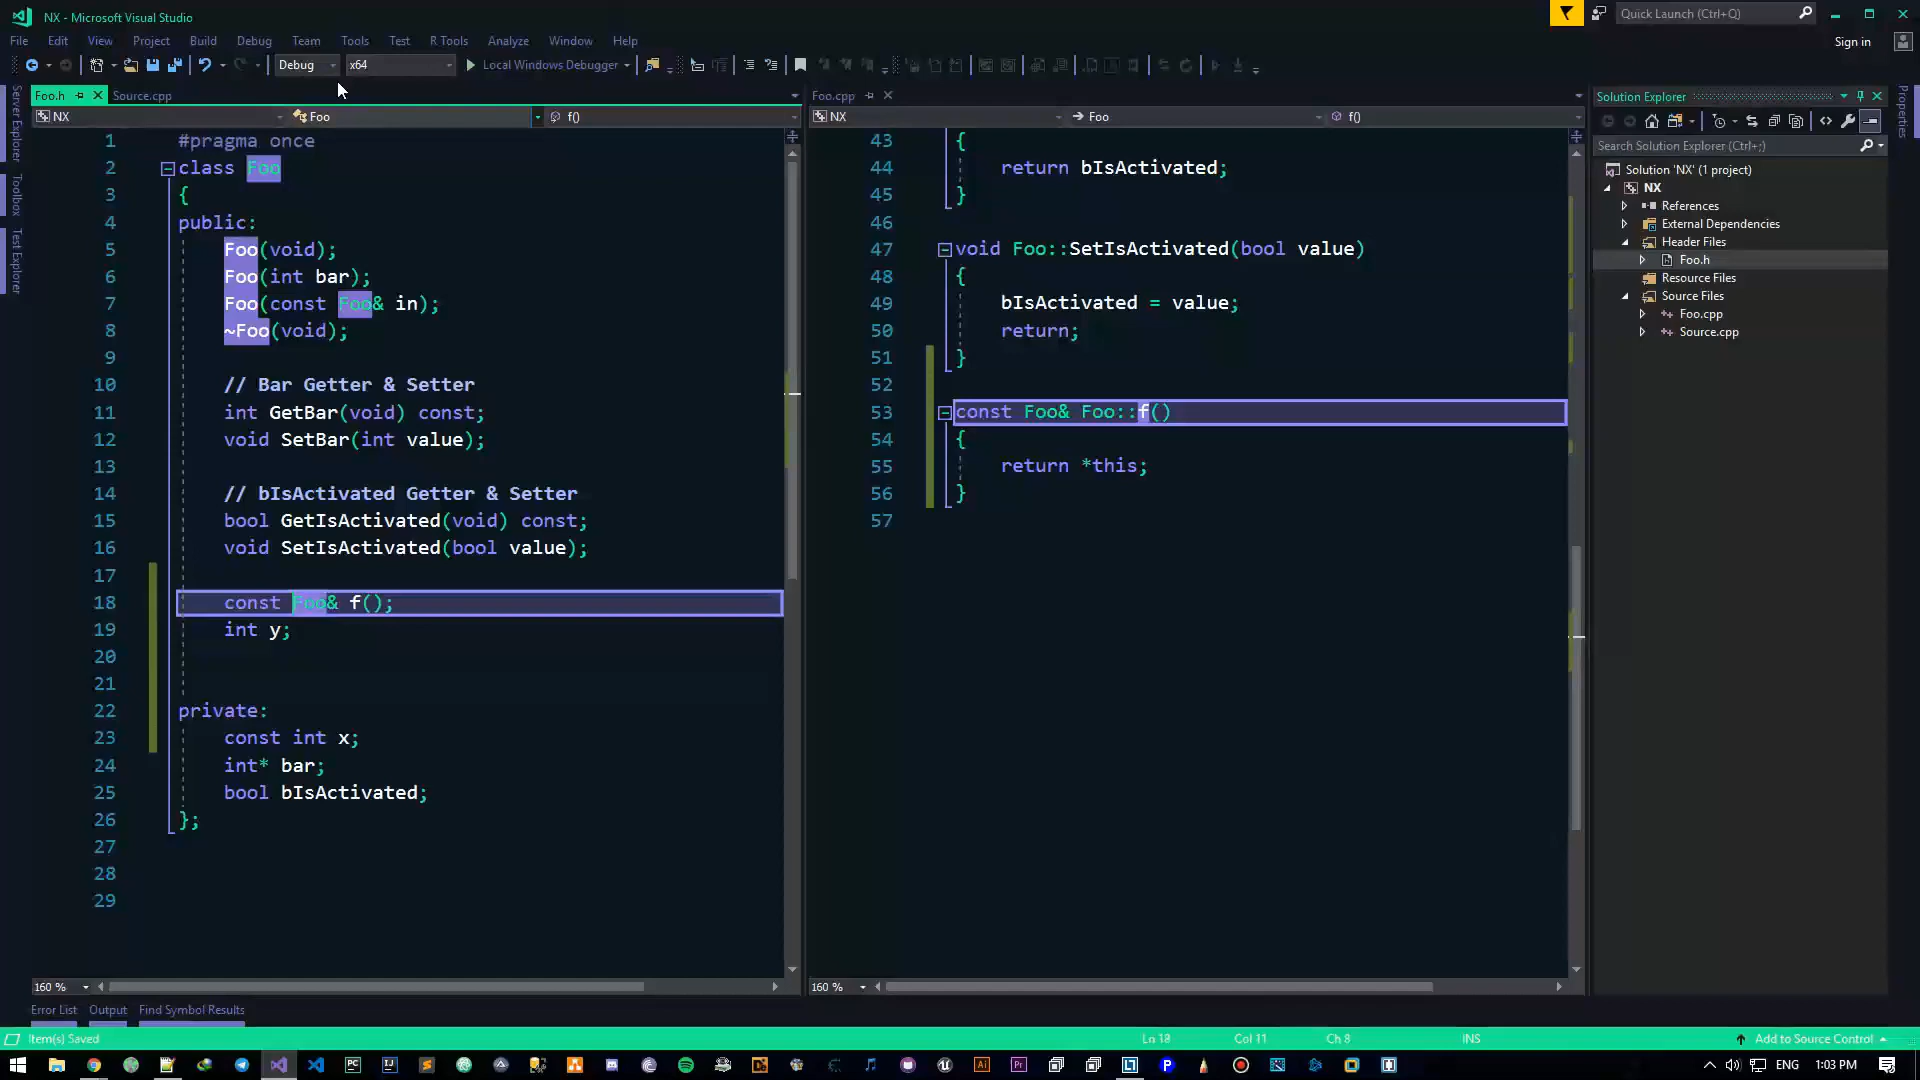 NX - Microsoft Visual Studio
Quick Launch (Ctrl+Q)
File Edit View Project Build Debug Team Tools Test R Tools Analyze Window Help
Sign in
Debug x64 Local Windows Debugger
Foo.h Source.cpp
Foo.cpp
Solution Explorer
NX Foo f()
NX Foo f()
Server Explorer
Toolbox
Test Explorer
1 #pragma once
2 class Foo
3 {
4 public:
5 Foo(void);
6 Foo(int bar);
7 Foo(const Foo& in);
8 ~Foo(void);
9
10 // Bar Getter & Setter
11 int GetBar(void) const;
12 void SetBar(int value);
13
14 // bIsActivated Getter & Setter
15 bool GetIsActivated(void) const;
16 void SetIsActivated(bool value);
17
18 const Foo& f();
19 int y;
20
21
22 private:
23 const int x;
24 int* bar;
25 bool bIsActivated;
26 };
27
28
29
43 {
44 return bIsActivated;
45 }
46
47 void Foo::SetIsActivated(bool value)
48 {
49 bIsActivated = value;
50 return;
51 }
52
53 const Foo& Foo::f()
54 {
55 return *this;
56 }
57
Search Solution Explorer (Ctrl+;)
Solution 'NX' (1 project)
NX
References
External Dependencies
Header Files
Foo.h
Resource Files
Source Files
Foo.cpp
Source.cpp
Properties
160 %
160 %
Error List Output Find Symbol Results
Item(s) Saved
Ln 18 Col 11 Ch 8 INS
Add to Source Control
ENG 1:03 PM